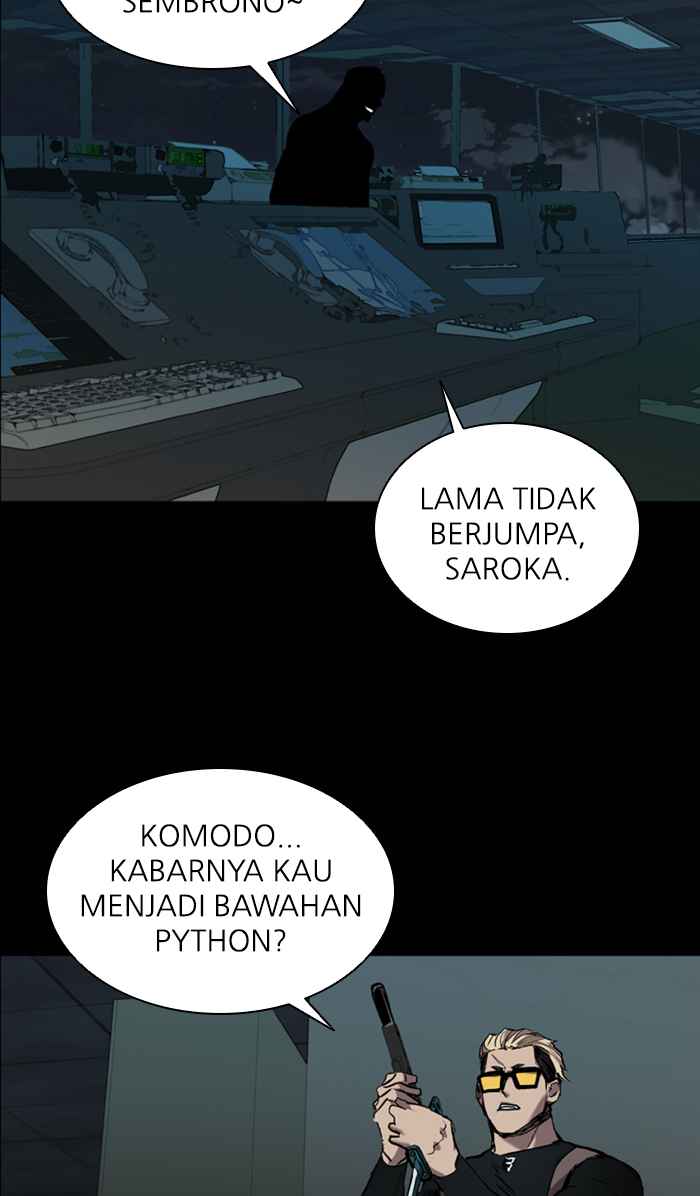 SEMBRONO~
LAMA TIDAK
BERJUMPA,
SAROKA.
KOMODO...
KABARNYA KAU
MENJADI BAWAHAN
PYTHON?